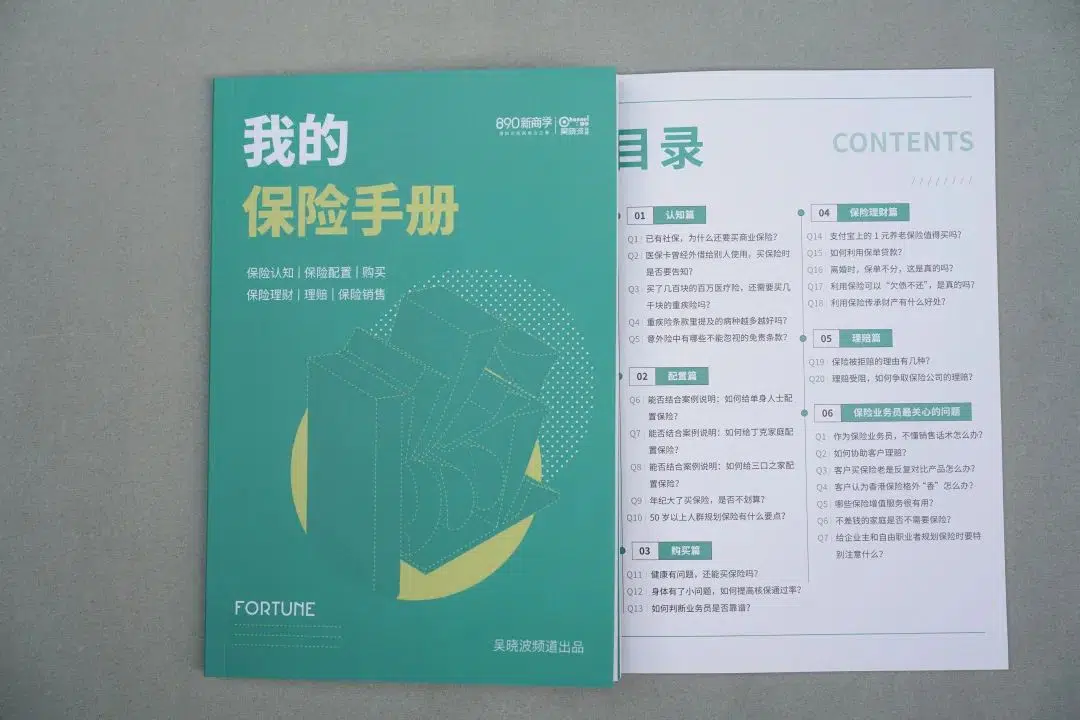 我的
保险手册
890新商学
Channel
吴晓波频道
保险认知 | 保险配置 | 购买
保险理财 | 理赔 | 保险销售
FORTUNE
吴晓波频道出品
目录
CONTENTS
01 认知篇
Q1 已有社保，为什么还要买商业保险？
Q2 医保卡曾经外借给别人使用，买保险时
是否要告知？
Q3 买了几百块的百万医疗险，还需要买几
千块的重疾险吗？
Q4 重疾险条款里提及的病种越多越好吗？
Q5 意外险中有哪些不能忽视的免责条款？
02 配置篇
Q6 能否结合案例说明：如何给单身人士配
置保险？
Q7 能否结合案例说明：如何给丁克家庭配
置保险？
Q8 能否结合案例说明：如何给三口之家配
置保险？
Q9 年纪大了买保险，是否不划算？
Q10 50 岁以上人群规划保险有什么要点？
03 购买篇
Q11 健康有问题，还能买保险吗？
Q12 身体有了小问题，如何提高核保通过率？
Q13 如何判断业务员是否靠谱？
04 保险理财篇
Q14 支付宝上的 1 元养老保险值得买吗？
Q15 如何利用保单贷款？
Q16 离婚时，保单不分，这是真的吗？
Q17 利用保险可以“欠债不还”，是真的吗？
Q18 利用保险传承财产有什么好处？
05 理赔篇
Q19 保险被拒赔的理由有几种？
Q20 理赔受阻，如何争取保险公司的理赔？
06 保险业务员最关心的问题
Q1 作为保险业务员，不懂销售话术怎么办？
Q2 如何协助客户理赔？
Q3 客户买保险老是反复对比产品怎么办？
Q4 客户认为香港保险格外“香”怎么办？
Q5 哪些保险增值服务很有用？
Q6 不差钱的家庭是否不需要保险？
Q7 给企业主和自由职业者规划保险时要特
别注意什么？